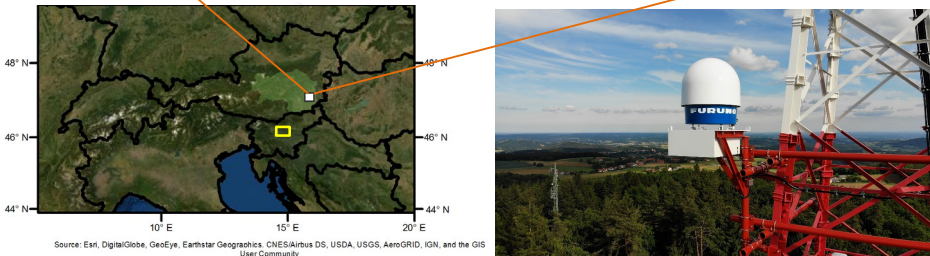 48° N
48° N
46° N
46° N
44° N
44° N
10° E
15° E
20° E
Source: Esri, DigitalGlobe, GeoEye, Earthstar Geographics, CNES/Airbus DS, USDA, USGS, AeroGRID, IGN, and the GIS
User Community
FURUNO